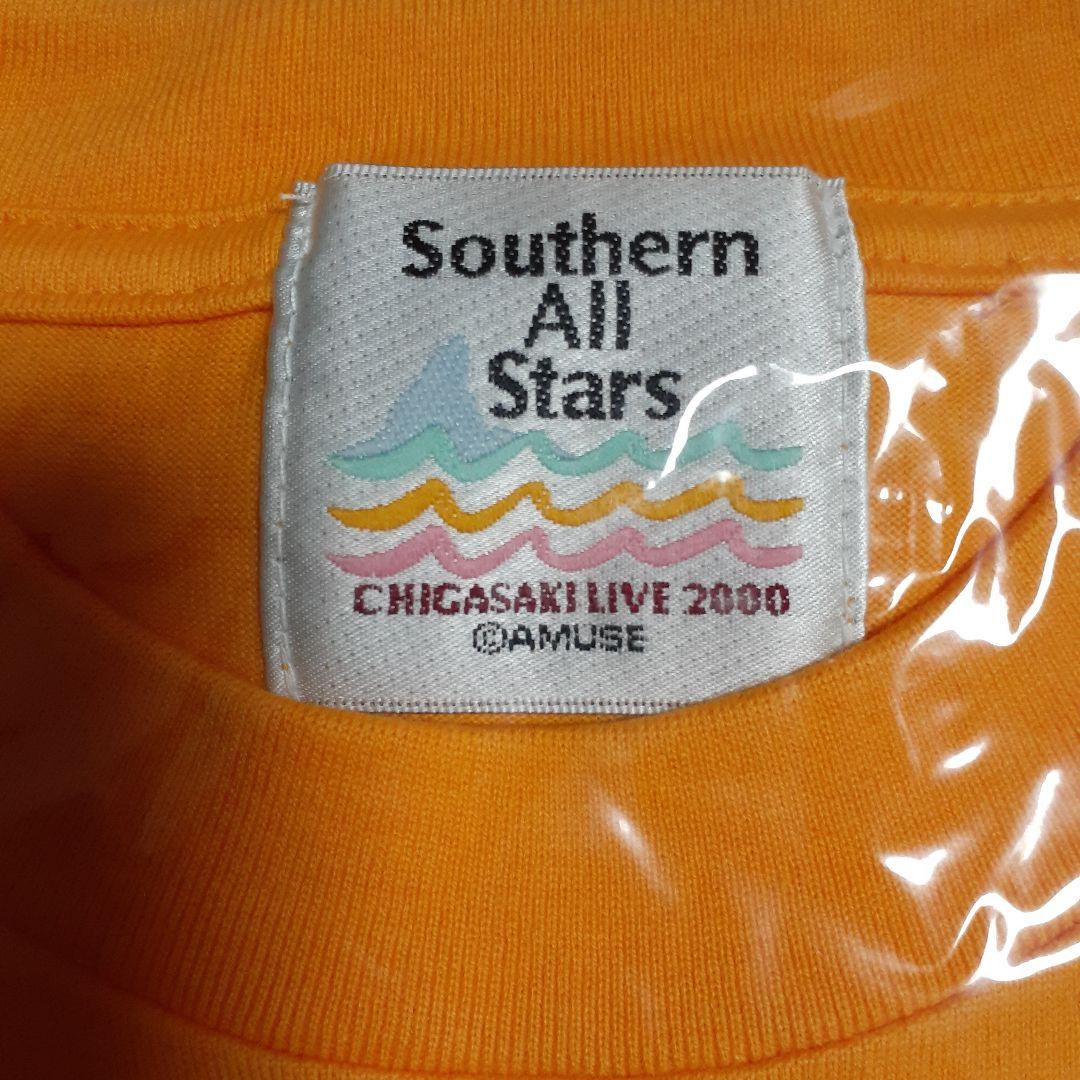 Southern
All
Stars
CHIGASAKI LIVE 2000
©AMUSE